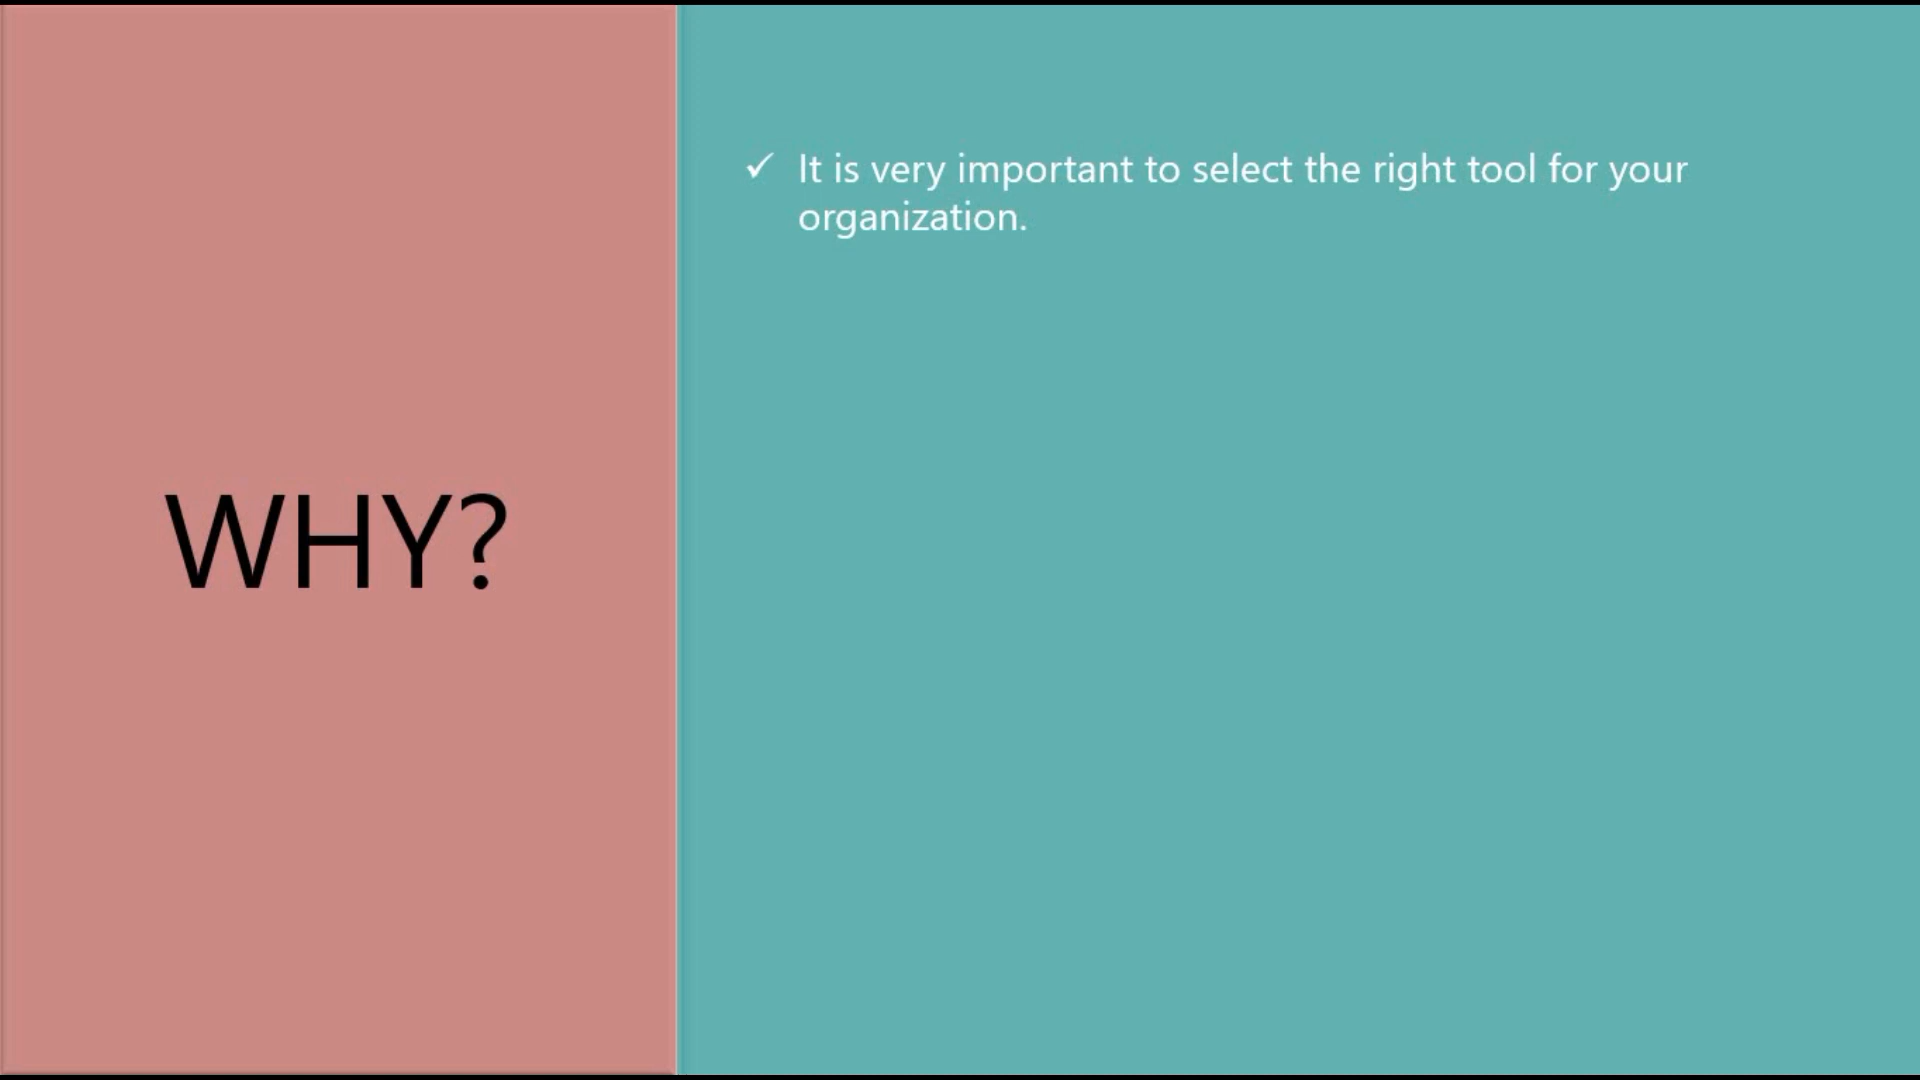 WHY?
✓ It is very important to select the right tool for your
organization.